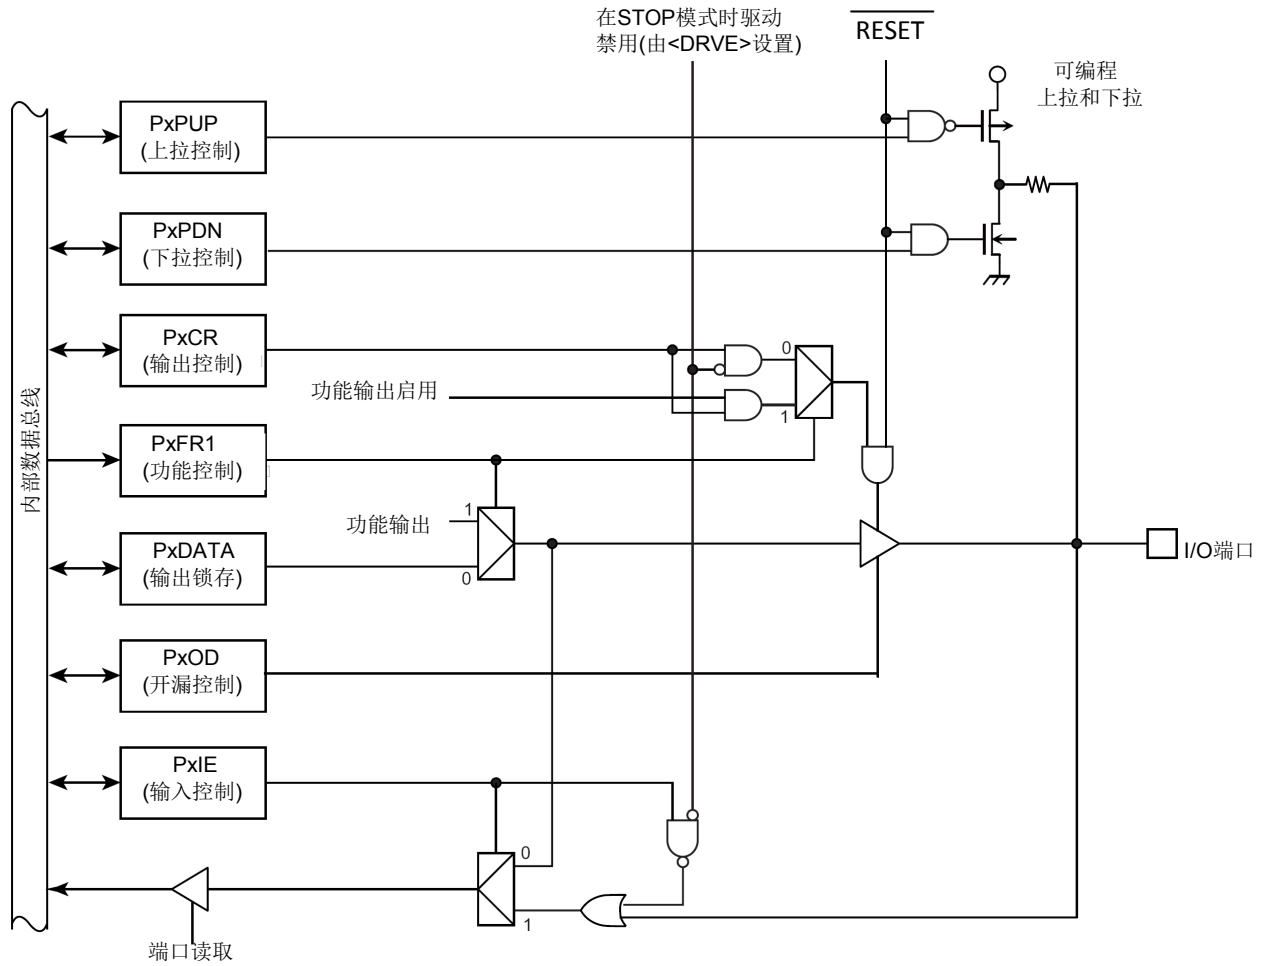 在STOP模式时驱动
禁用(由<DRVE>设置)
RESET
可编程
上拉和下拉
PxPUP
(上拉控制)
PxPDN
(下拉控制)
PxCR
(输出控制)
0
功能输出启用
1
PxFR1
(功能控制)
内部数据总线
1
功能输出
PxDATA
(输出锁存)
0
I/O端口
PxOD
(开漏控制)
PxIE
(输入控制)
0
1
端口读取